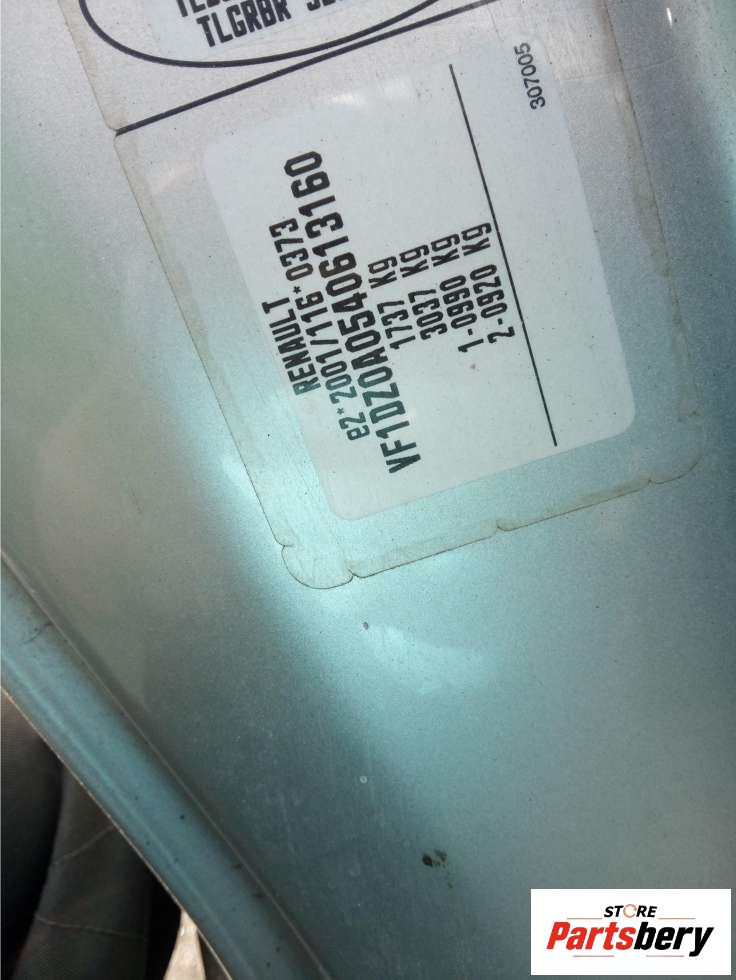 TLGRBR
307005
RENAULT
e2*2001/116*0373
VF1DZ0A0540613160
1737 Kg
3037 Kg
1-0990 Kg
2-0920 Kg
STORE
Partsbery